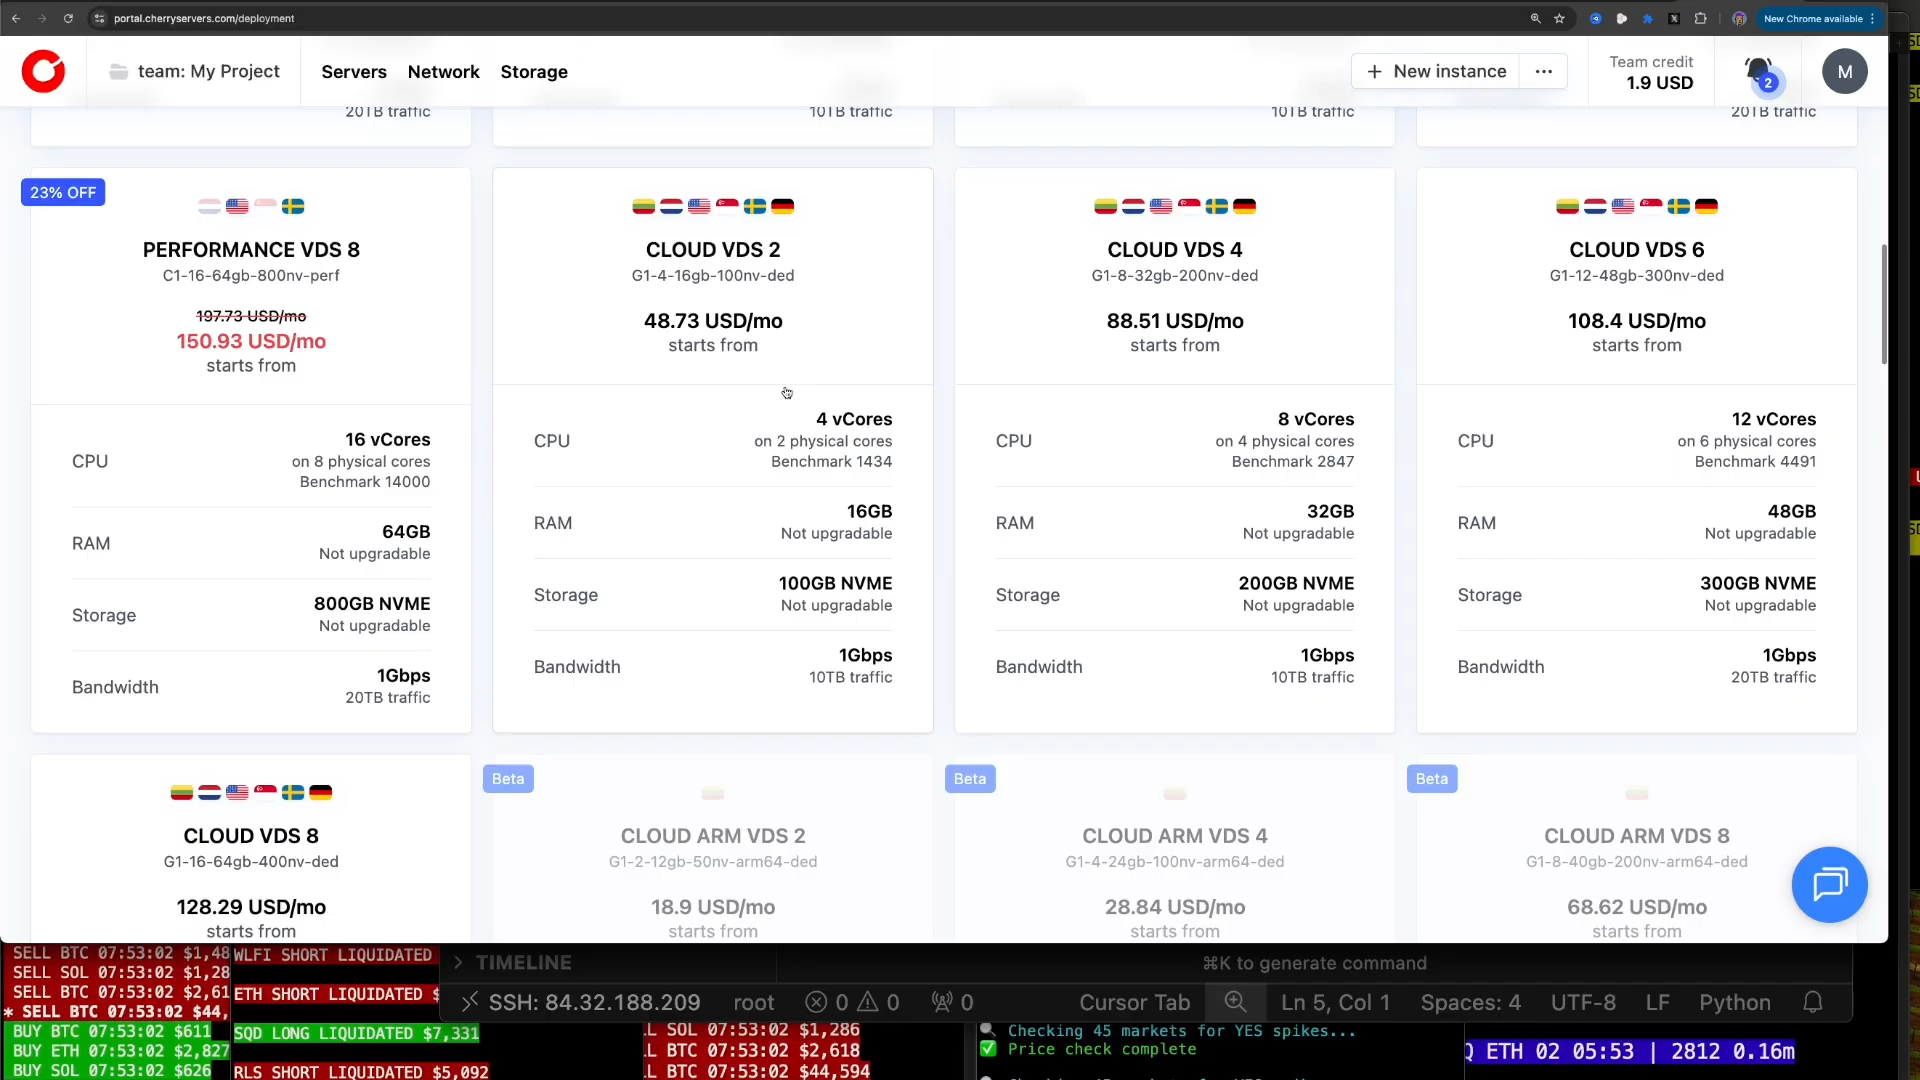 portal.cherryservers.com/deployment
New Chrome available
team: My Project
Servers
Network
Storage
New instance
Team credit
1.9 USD
2
M
20TB traffic
10TB traffic
10TB traffic
20TB traffic
23% OFF
PERFORMANCE VDS 8
C1-16-64gb-800nv-perf
197.73 USD/mo
150.93 USD/mo
starts from
CPU
16 vCores
on 8 physical cores
Benchmark 14000
RAM
64GB
Not upgradable
Storage
800GB NVME
Not upgradable
Bandwidth
1Gbps
20TB traffic
CLOUD VDS 2
G1-4-16gb-100nv-ded
48.73 USD/mo
starts from
CPU
4 vCores
on 2 physical cores
Benchmark 1434
RAM
16GB
Not upgradable
Storage
100GB NVME
Not upgradable
Bandwidth
1Gbps
10TB traffic
CLOUD VDS 4
G1-8-32gb-200nv-ded
88.51 USD/mo
starts from
CPU
8 vCores
on 4 physical cores
Benchmark 2847
RAM
32GB
Not upgradable
Storage
200GB NVME
Not upgradable
Bandwidth
1Gbps
10TB traffic
CLOUD VDS 6
G1-12-48gb-300nv-ded
108.4 USD/mo
starts from
CPU
12 vCores
on 6 physical cores
Benchmark 4491
RAM
48GB
Not upgradable
Storage
300GB NVME
Not upgradable
Bandwidth
1Gbps
20TB traffic
CLOUD VDS 8
G1-16-64gb-400nv-ded
128.29 USD/mo
starts from
Beta
CLOUD ARM VDS 2
G1-2-12gb-50nv-arm64-ded
18.9 USD/mo
starts from
Beta
CLOUD ARM VDS 4
G1-4-24gb-100nv-arm64-ded
28.84 USD/mo
starts from
Beta
CLOUD ARM VDS 8
G1-8-40gb-200nv-arm64-ded
68.62 USD/mo
starts from
SELL BTC 07:53:02 $1,48
SELL SOL 07:53:02 $1,28
SELL BTC 07:53:02 $2,61
* SELL BTC 07:53:02 $44,
BUY BTC 07:53:02 $611
BUY ETH 07:53:02 $2,827
BUY SOL 07:53:02 $626
WLFI SHORT LIQUIDATED
ETH SHORT LIQUIDATED $
SQD LONG LIQUIDATED $7,331
RLS SHORT LIQUIDATED $5,092
TIMELINE
⌘K to generate command
SSH: 84.32.188.209
root
0
0
0
Cursor Tab
Ln 5, Col 1
Spaces: 4
UTF-8
LF
Python
LL SOL $1,286
LL BTC $2,618
LL BTC $44,594
Checking 45 markets for YES spikes...
Price check complete
ETH 02 05:53 | 2812 0.16m